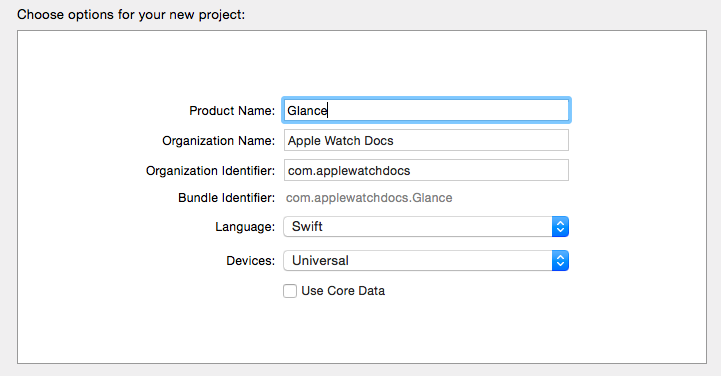 Choose options for your new project:
Product Name: Glance
Organization Name: Apple Watch Docs
Organization Identifier: com.applewatchdocs
Bundle Identifier: com.applewatchdocs.Glance
Language: Swift
Devices: Universal
Use Core Data